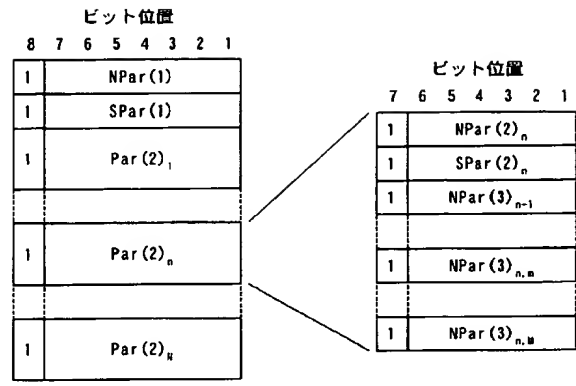 ビット位置
8 7 6 5 4 3 2 1
1 NPar(1)
1 SPar(1)
1 Par(2)₁
1 Par(2)ₙ
1 Par(2)N
ビット位置
7 6 5 4 3 2 1
1 NPar(2)ₙ
1 SPar(2)ₙ
1 NPar(3)ₙ₋₁
1 NPar(3)ₙ,ₘ
1 NPar(3)ₙ,M